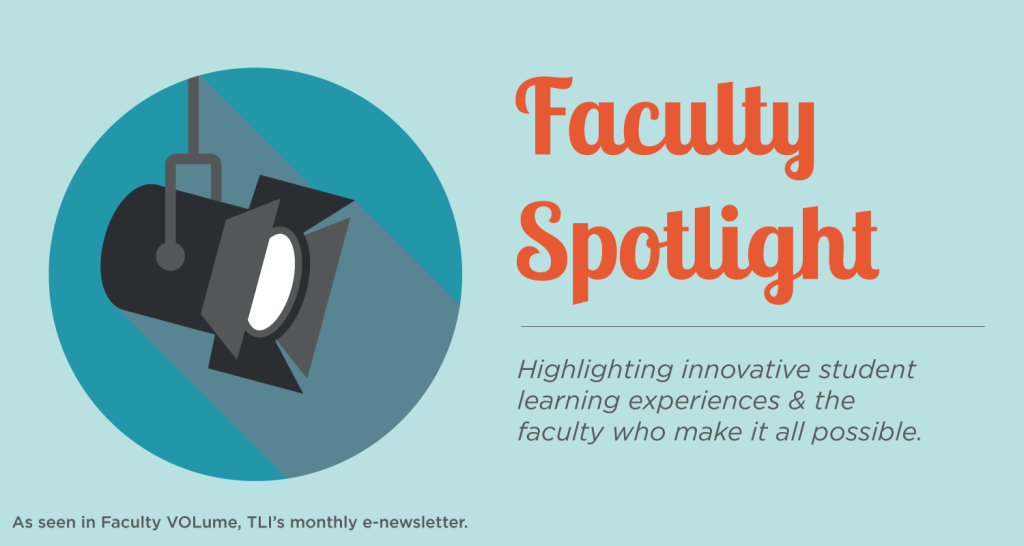 Faculty
Spotlight
Highlighting innovative student
learning experiences & the
faculty who make it all possible.
As seen in Faculty VOLume, TLI’s monthly e-newsletter.